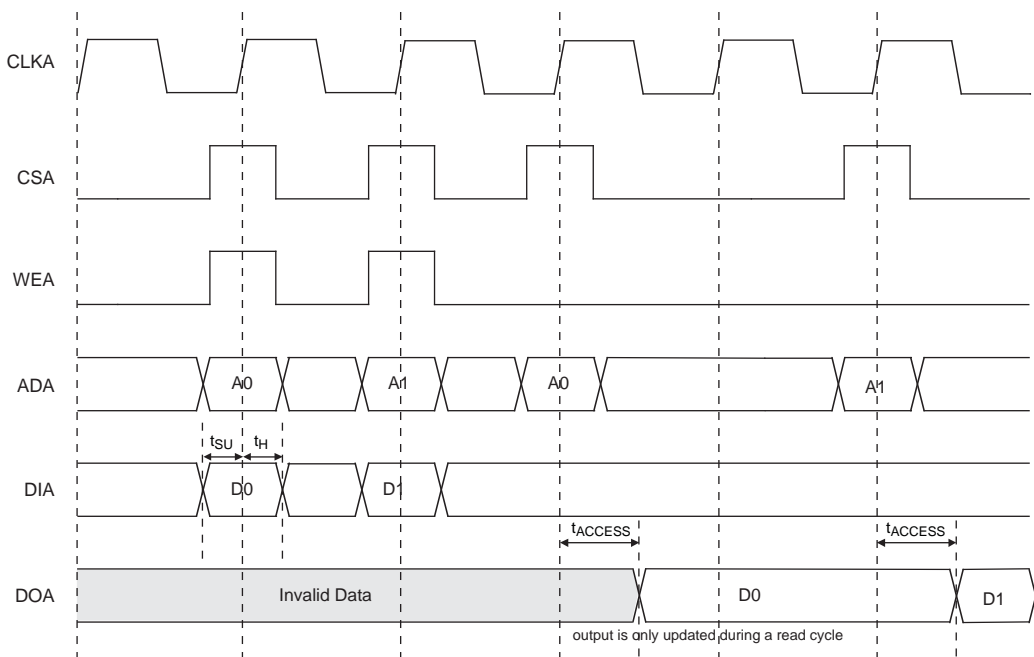 CLKA
CSA
WEA
ADA A0 A1 A0 A1
tSU tH
DIA D0 D1
tACCESS tACCESS
DOA Invalid Data D0 D1
output is only updated during a read cycle